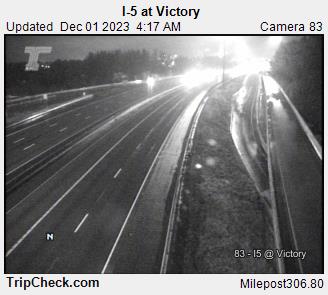 I-5 at Victory
Updated Dec 01 2023 4:17 AM Camera 83
T
N
83 - I5 @ Victory
TripCheck.com Milepost306.80